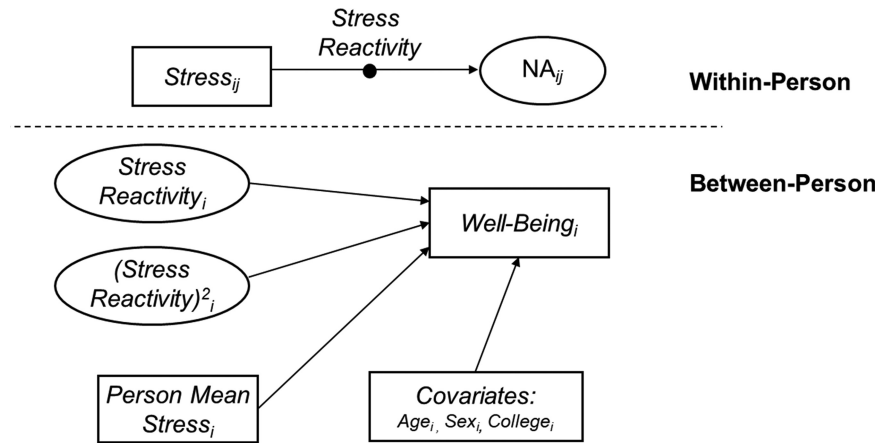 Stress
Reactivity
Stress_ij
NA_ij
Within-Person
Stress
Reactivity_i
Between-Person
Well-Being_i
(Stress
Reactivity)²_i
Person Mean
Stress_i
Covariates:
Age_i , Sex_i, College_i